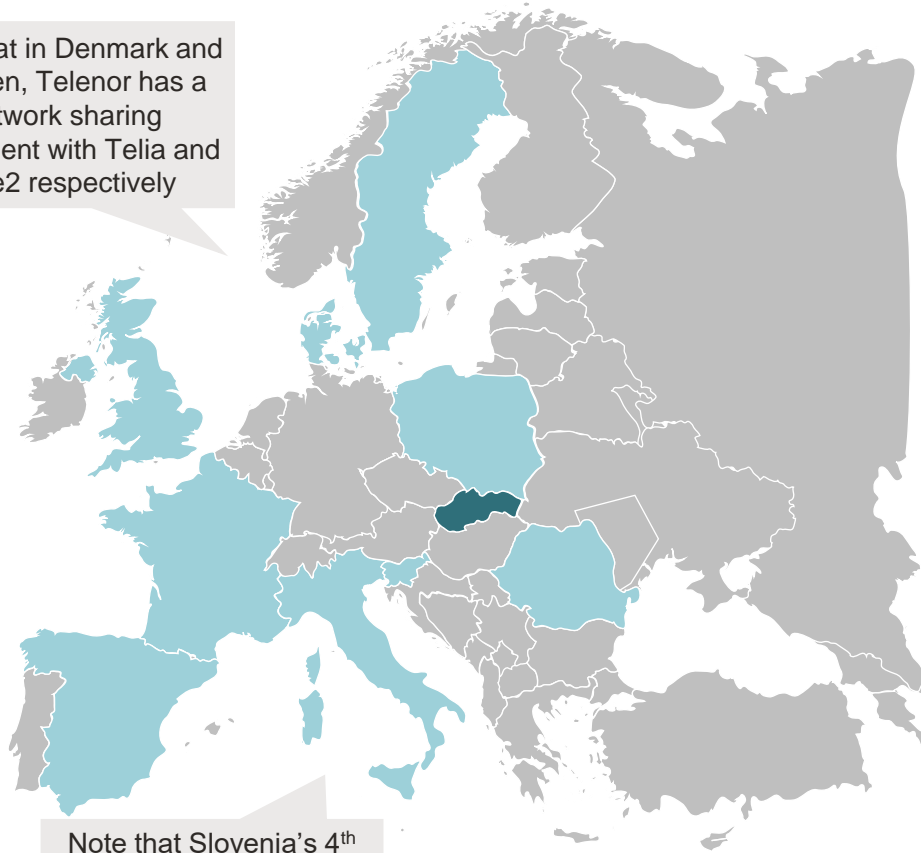 at in Denmark and
en, Telenor has a
twork sharing
ent with Telia and
e2 respectively
Note that Slovenia's 4th